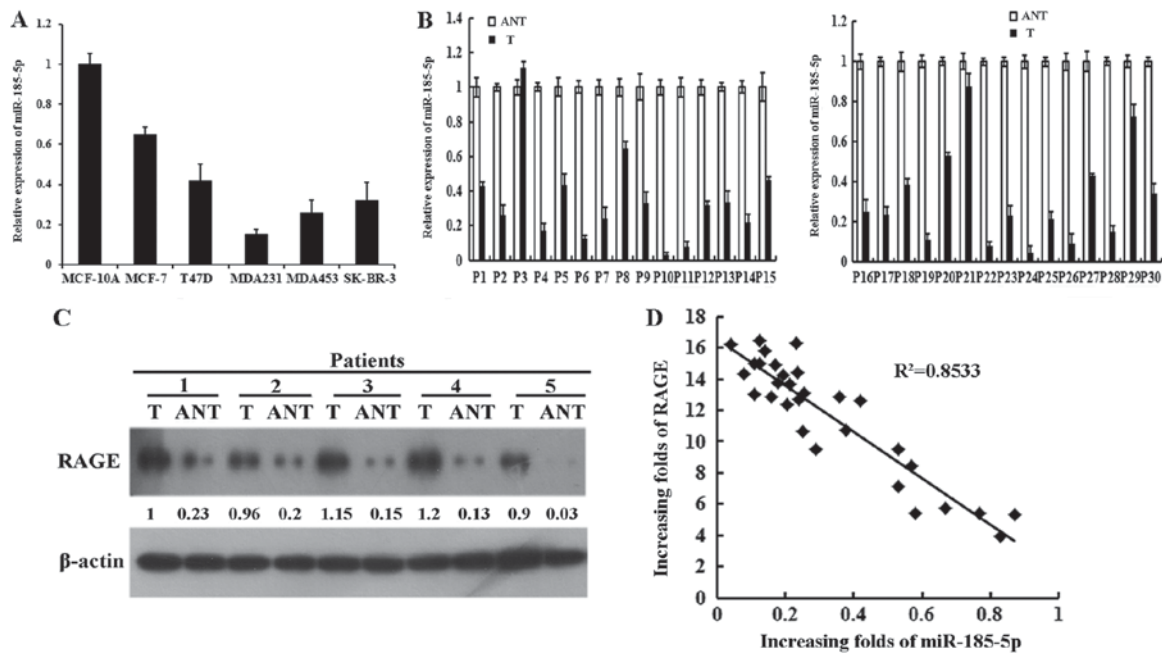 A
Relative expression of miR-185-5p
1.2
1
0.8
0.6
0.4
0.2
0
MCF-10A MCF-7 T47D MDA231 MDA453 SK-BR-3
B
Relative expression of miR-185-5p
1.4
1.2
1
0.8
0.6
0.4
0.2
0
ANT
T
P1 P2 P3 P4 P5 P6 P7 P8 P9 P10 P11 P12 P13 P14 P15
Relative expression of miR-185-5p
1.2
1
0.8
0.6
0.4
0.2
0
ANT
T
P16 P17 P18 P19 P20 P21 P22 P23 P24 P25 P26 P27 P28 P29 P30
C
Patients
1 2 3 4 5
T ANT T ANT T ANT T ANT T ANT
RAGE
1 0.23 0.96 0.2 1.15 0.15 1.2 0.13 0.9 0.03
β-actin
D
Increasing folds of RAGE
18
16
14
12
10
8
6
4
2
0
R²=0.8533
0 0.2 0.4 0.6 0.8 1
Increasing folds of miR-185-5p